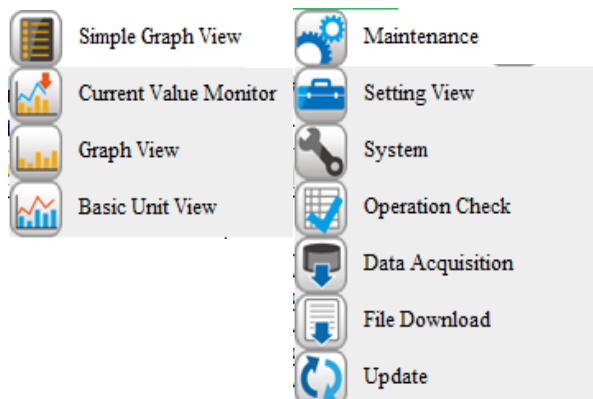 Simple Graph View
Current Value Monitor
Graph View
Basic Unit View
Maintenance
Setting View
System
Operation Check
Data Acquisition
File Download
Update